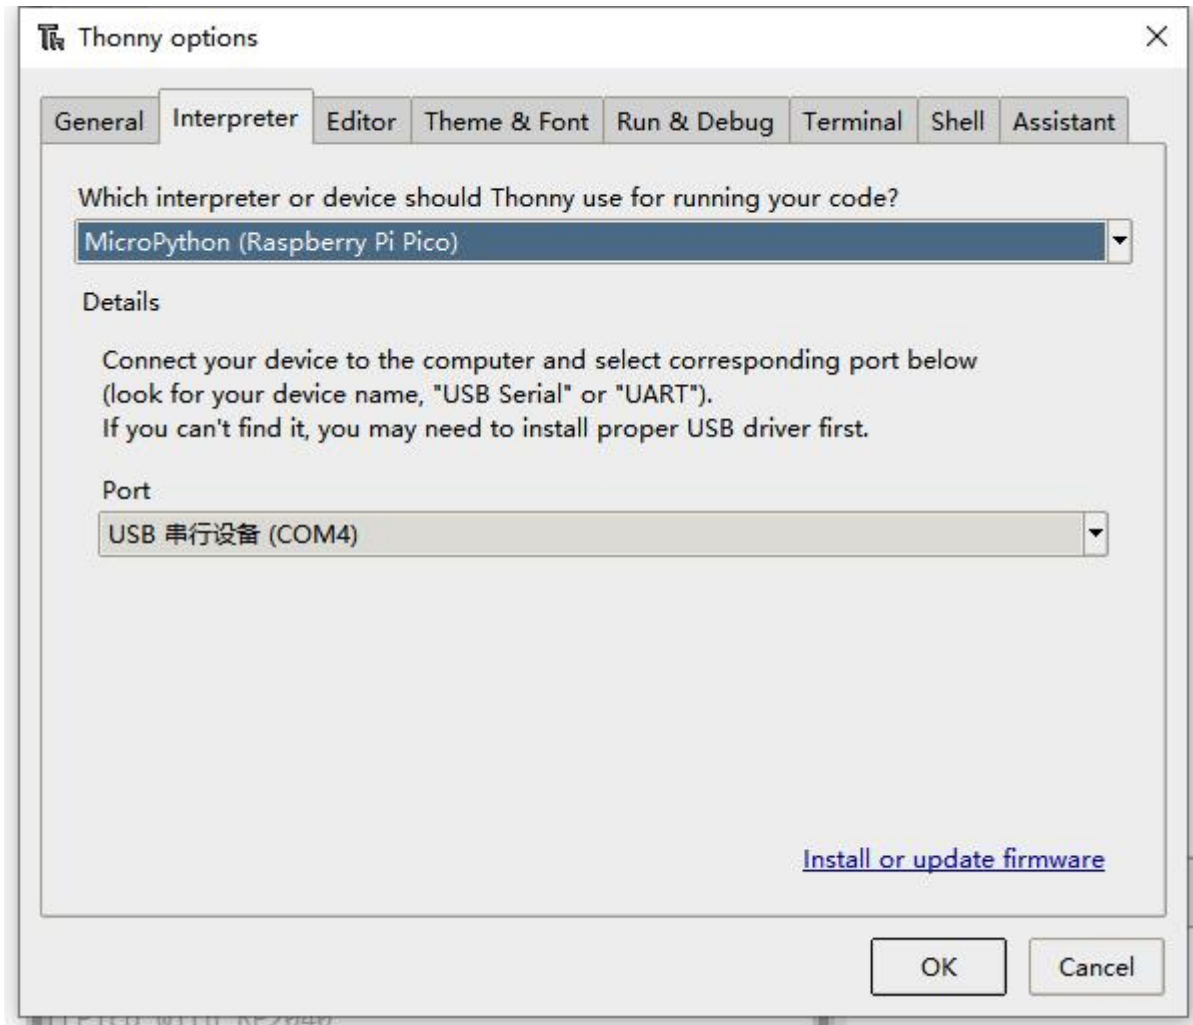 Thonny options
General Interpreter Editor Theme & Font Run & Debug Terminal Shell Assistant
Which interpreter or device should Thonny use for running your code?
MicroPython (Raspberry Pi Pico)
Details
Connect your device to the computer and select corresponding port below
(look for your device name, "USB Serial" or "UART").
If you can't find it, you may need to install proper USB driver first.
Port
USB 串行设备 (COM4)
Install or update firmware
OK Cancel
Pico with RP2040